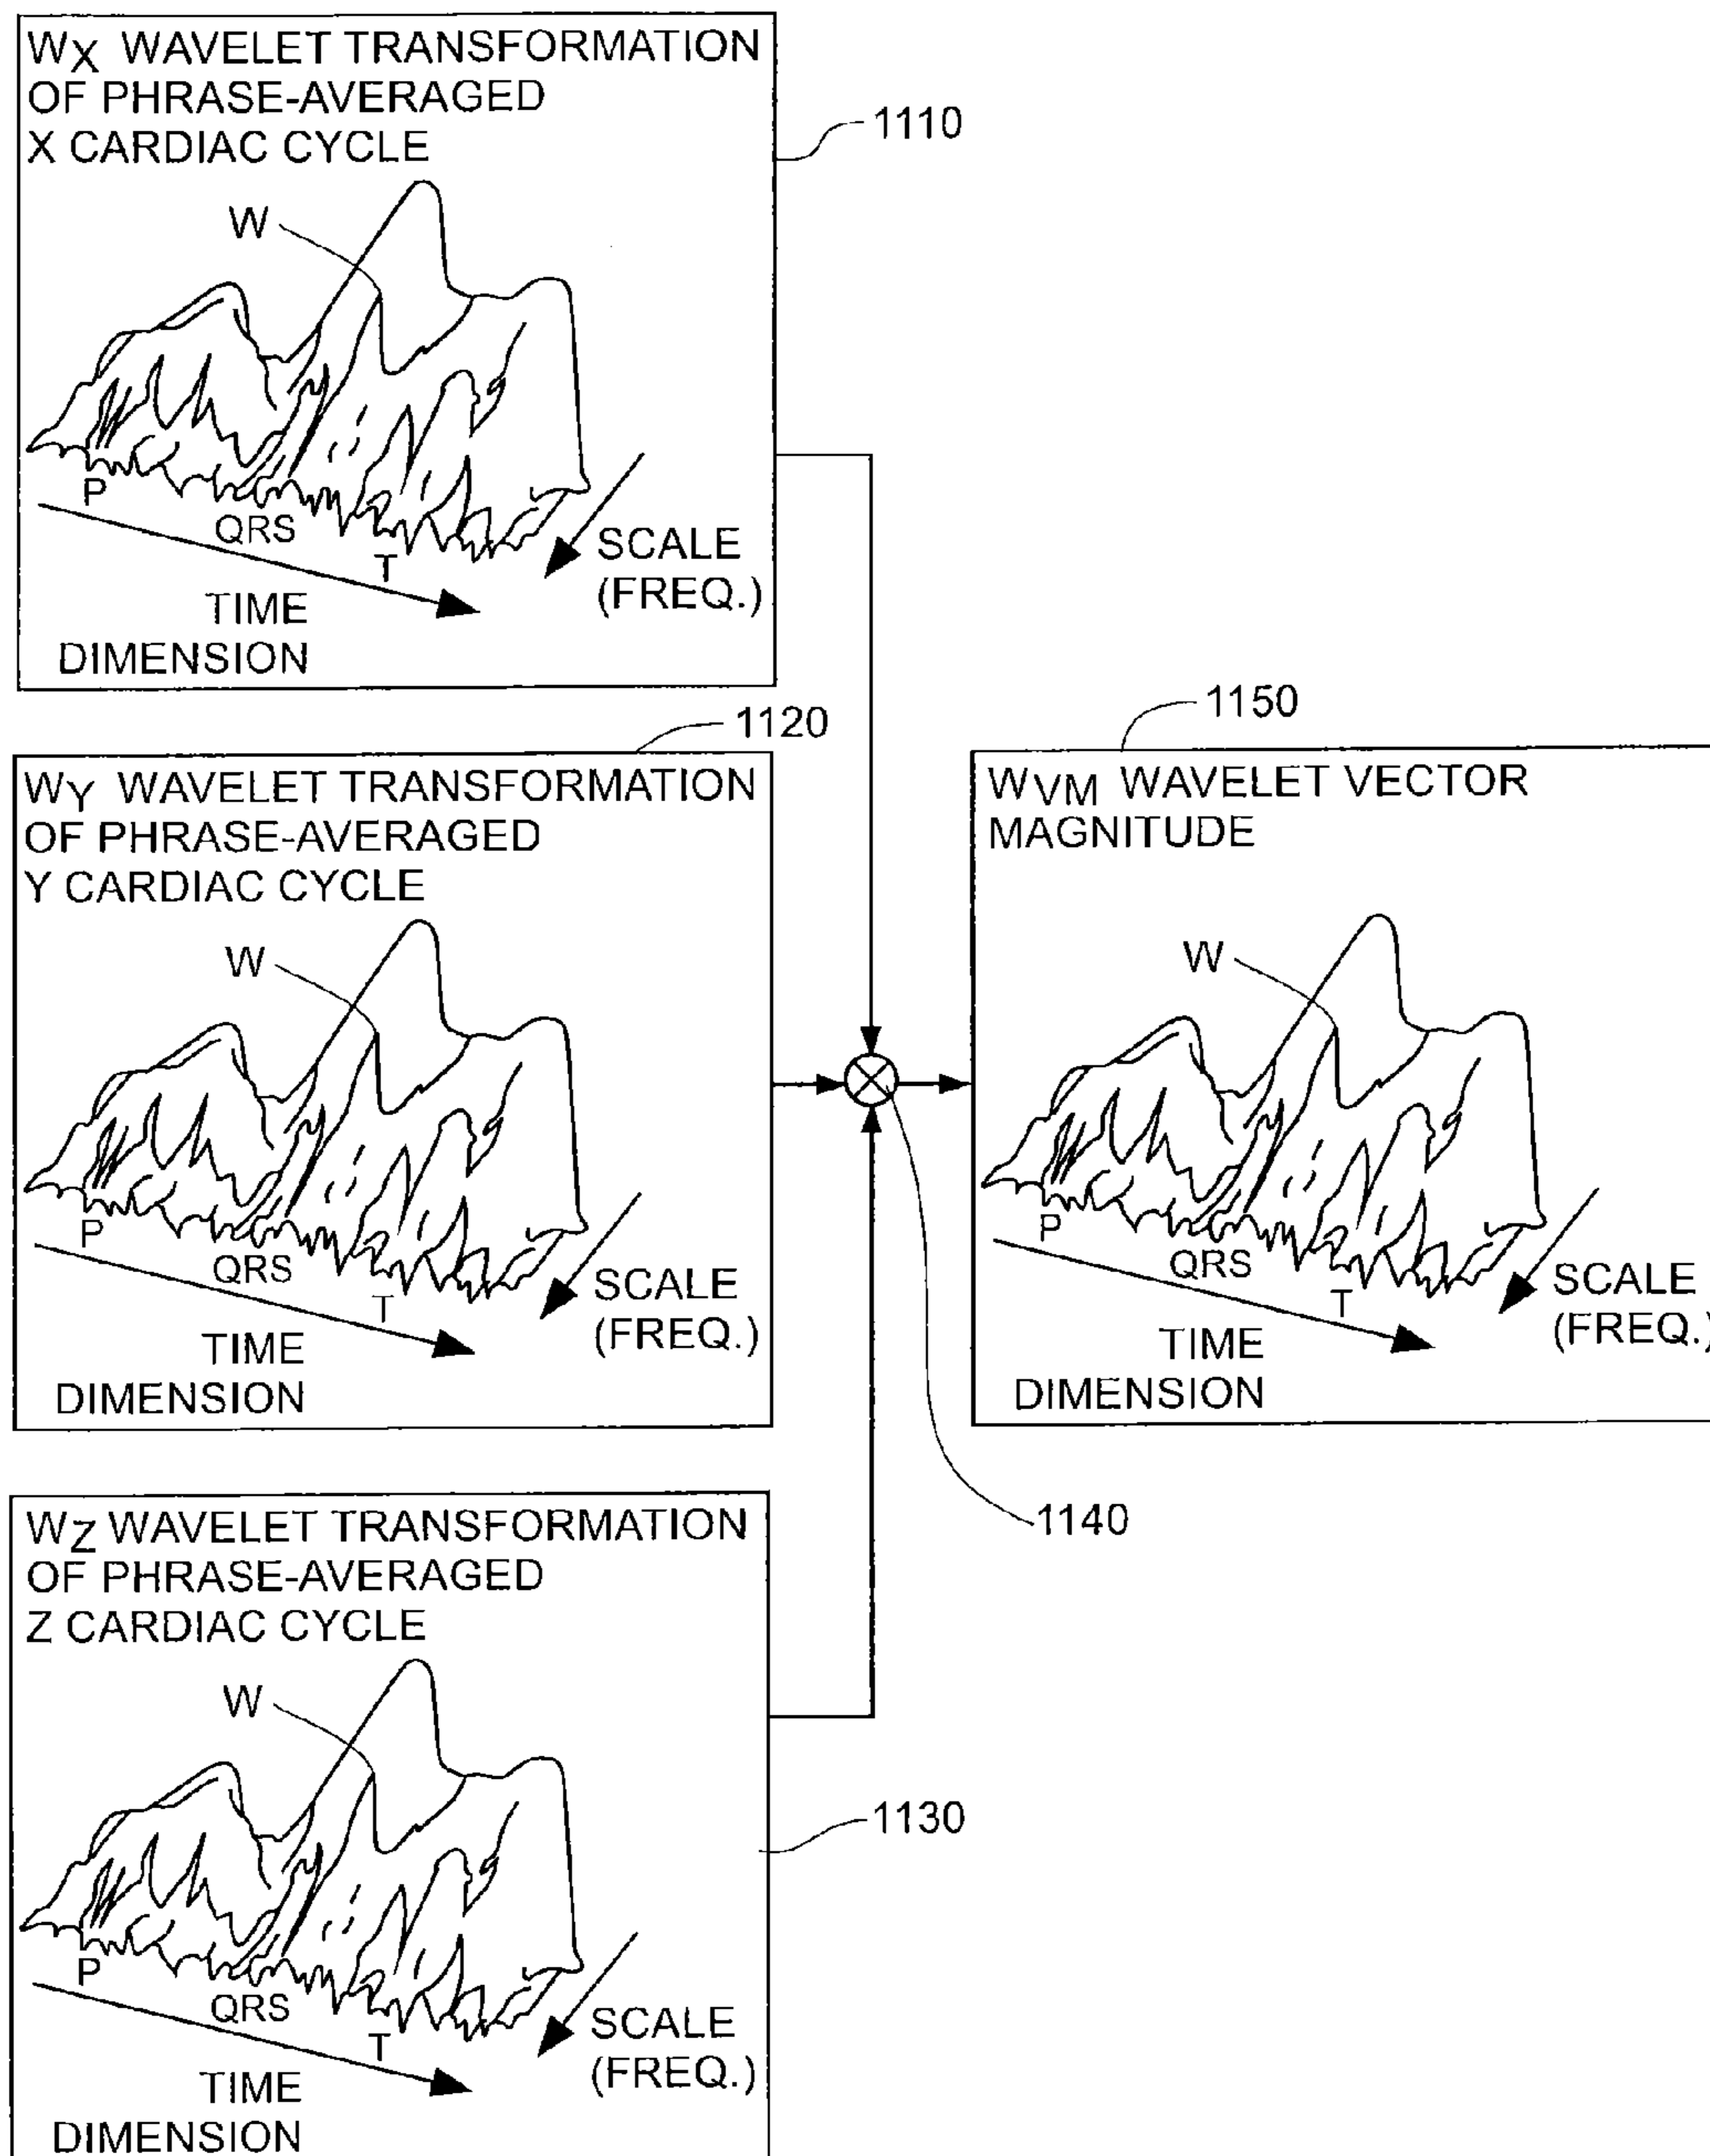 WX WAVELET TRANSFORMATION
OF PHRASE-AVERAGED
X CARDIAC CYCLE
1110
W
P
QRS
T
SCALE
(FREQ.)
TIME
DIMENSION
1120
WY WAVELET TRANSFORMATION
OF PHRASE-AVERAGED
Y CARDIAC CYCLE
W
P
QRS
T
SCALE
(FREQ.)
TIME
DIMENSION
1150
WVM WAVELET VECTOR
MAGNITUDE
W
P
QRS
T
SCALE
(FREQ.)
TIME
DIMENSION
1140
WZ WAVELET TRANSFORMATION
OF PHRASE-AVERAGED
Z CARDIAC CYCLE
W
1130
P
QRS
T
SCALE
(FREQ.)
TIME
DIMENSION